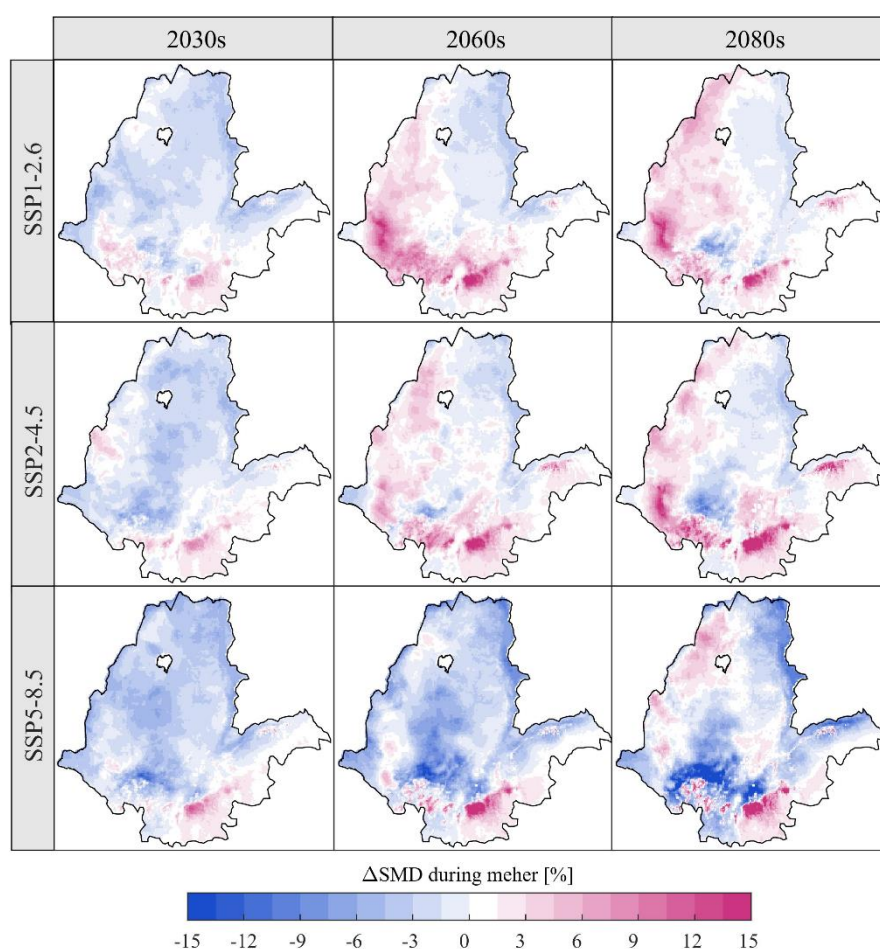 2030s 2060s 2080s
SSP1-2.6
SSP2-4.5
SSP5-8.5
ΔSMD during meher [%]
-15 -12 -9 -6 -3 0 3 6 9 12 15